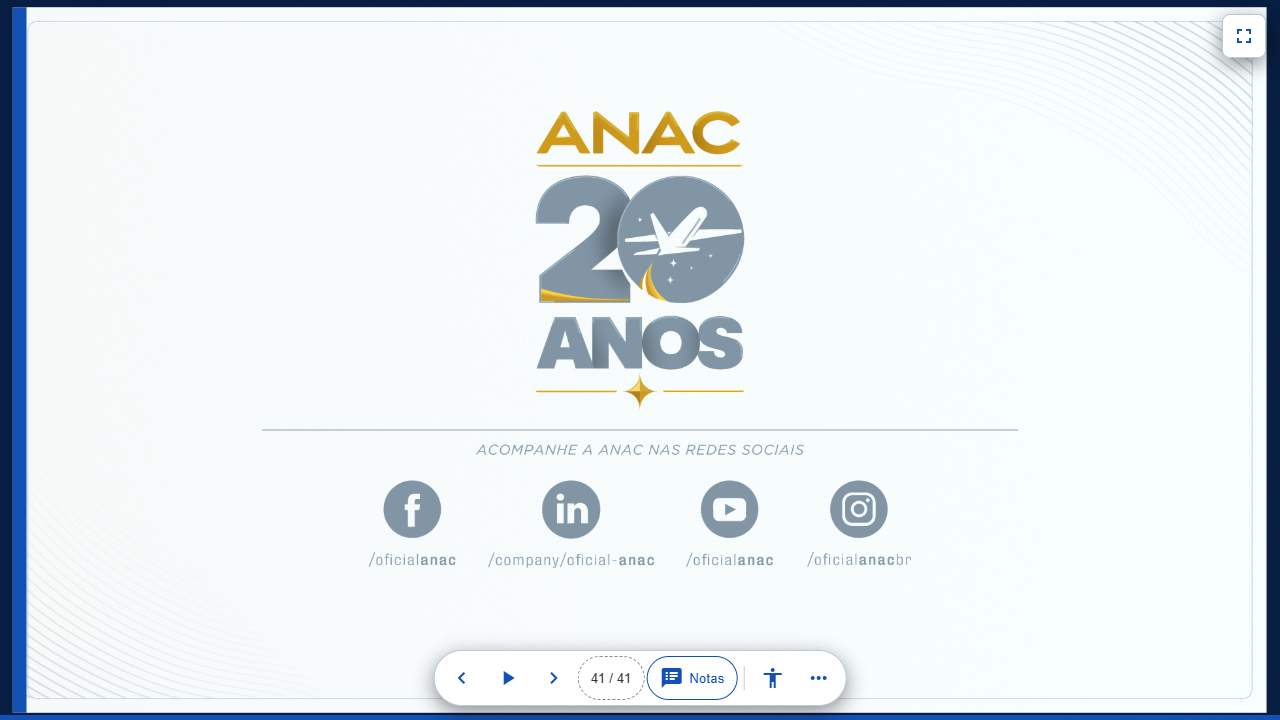 ANAC
20
ANOS
ACOMPANHE A ANAC NAS REDES SOCIAIS
/oficialanac
/company/oficial-anac
/oficialanac
/oficialanacbr
41 / 41
Notas